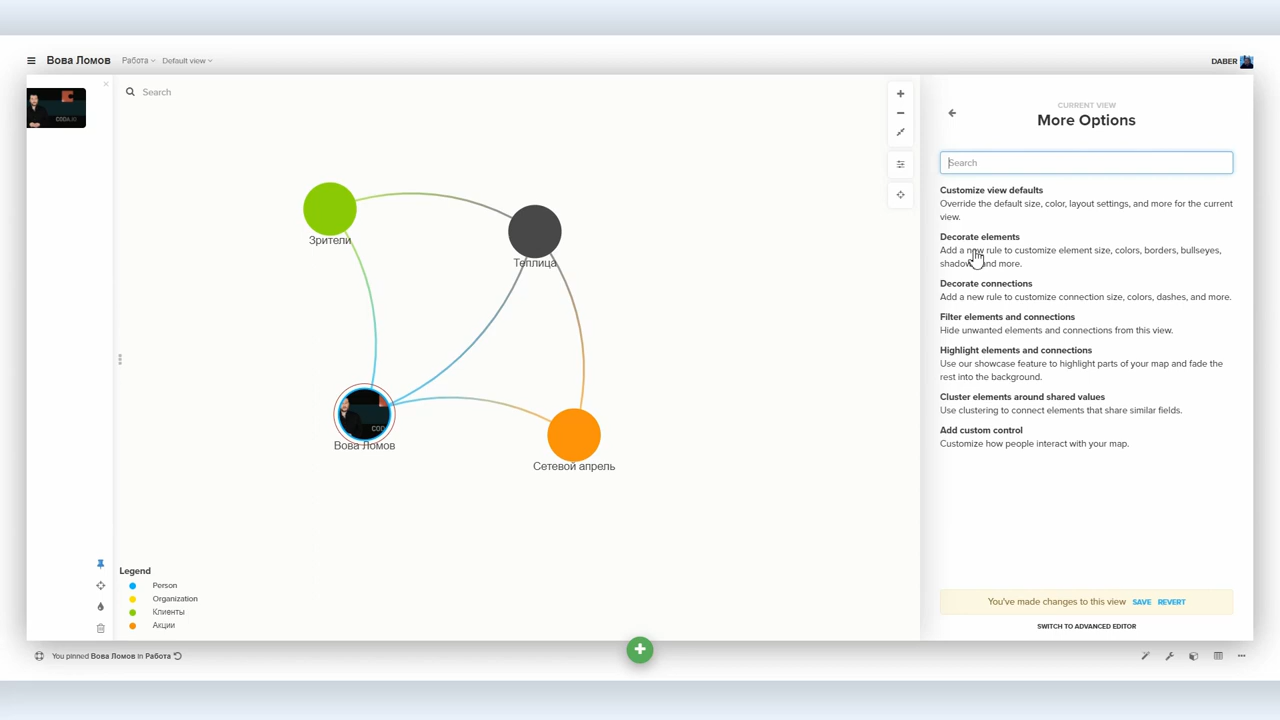 Вова Ломов
Работа
Default view
DABER
CODA.IO
Search
Зрители
Теплица
COD
Вова Ломов
Сетевой апрель
Legend
Person
Organization
Клиенты
Акции
CURRENT VIEW
More Options
Search
Customize view defaults
Override the default size, color, layout settings, and more for the current
view.
Decorate elements
Add a new rule to customize element size, colors, borders, bullseyes,
shadows and more.
Decorate connections
Add a new rule to customize connection size, colors, dashes, and more.
Filter elements and connections
Hide unwanted elements and connections from this view.
Highlight elements and connections
Use our showcase feature to highlight parts of your map and fade the
rest into the background.
Cluster elements around shared values
Use clustering to connect elements that share similar fields.
Add custom control
Customize how people interact with your map.
You've made changes to this view SAVE REVERT
SWITCH TO ADVANCED EDITOR
You pinned Вова Ломов in Работа